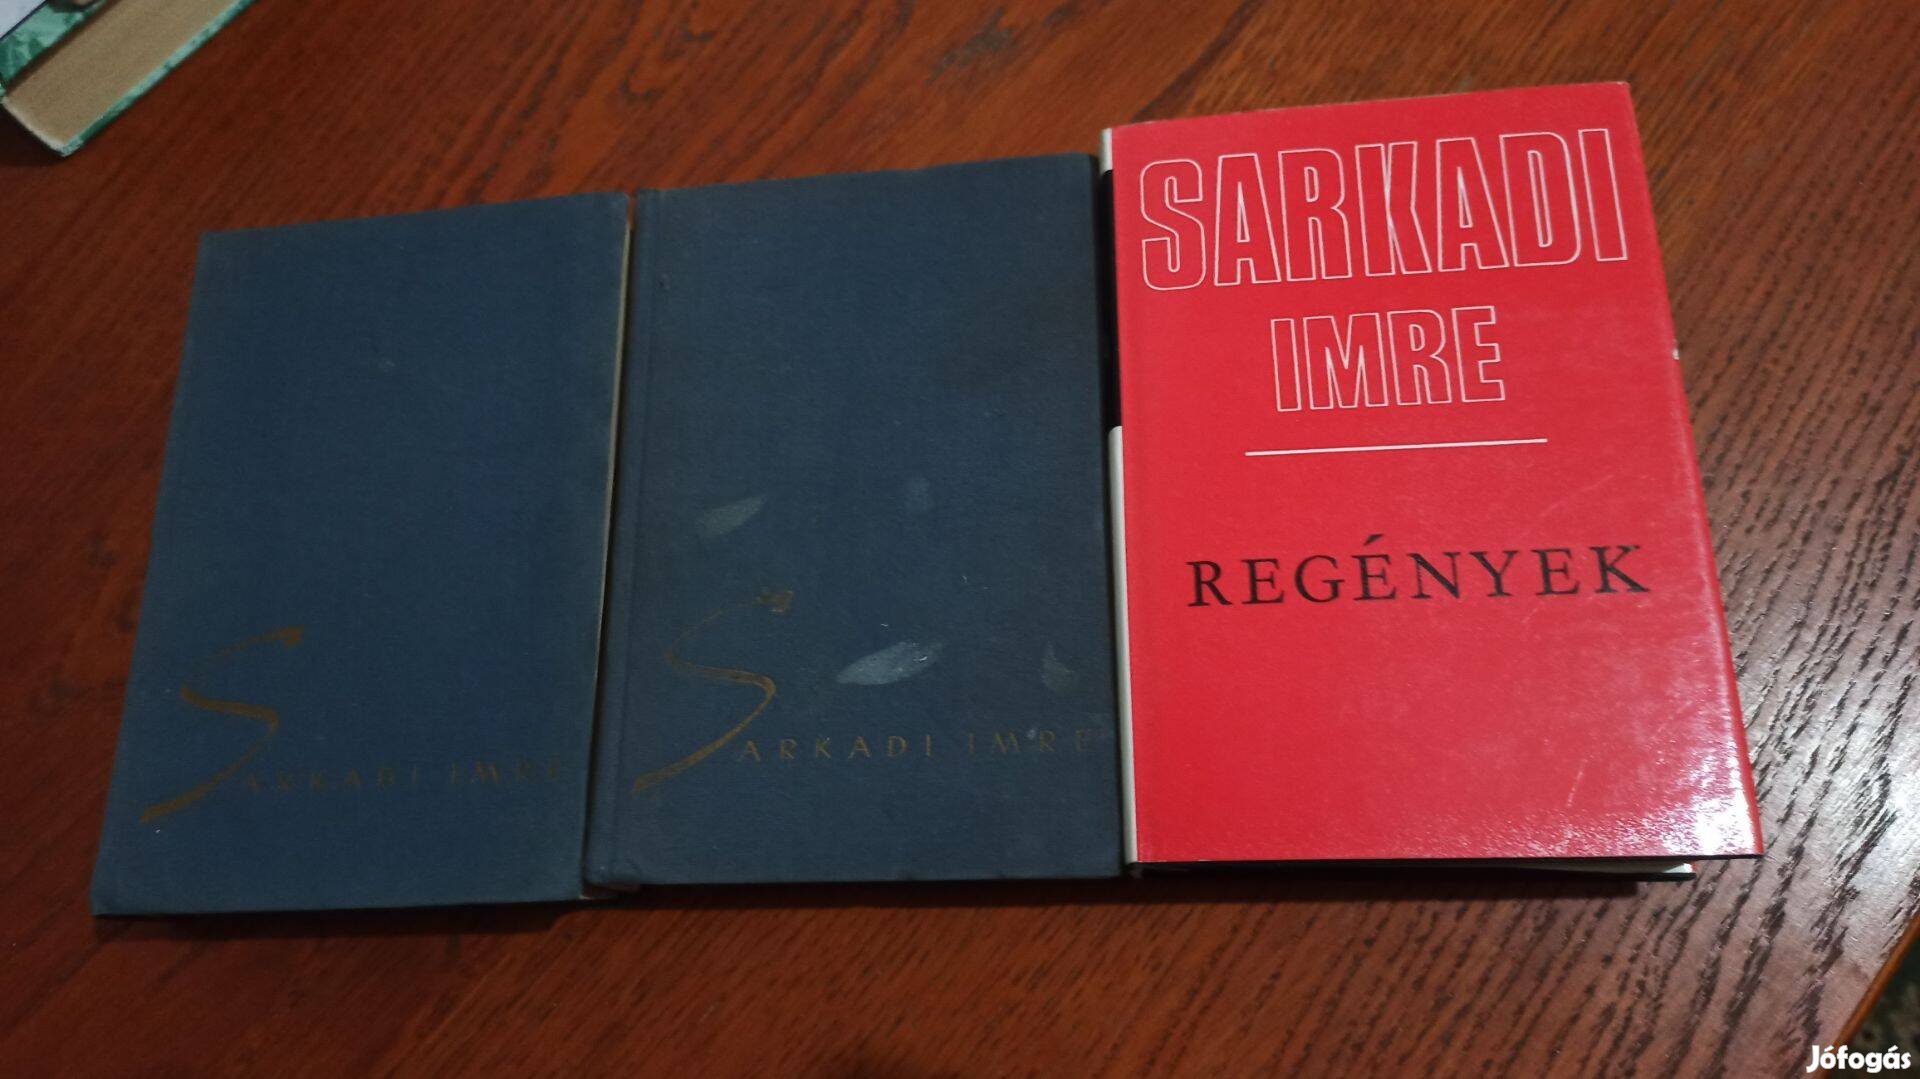 SARKADI IMRE
SARKADI IMRE
SARKADI
IMRE
REGÉNYEK
Jófogás